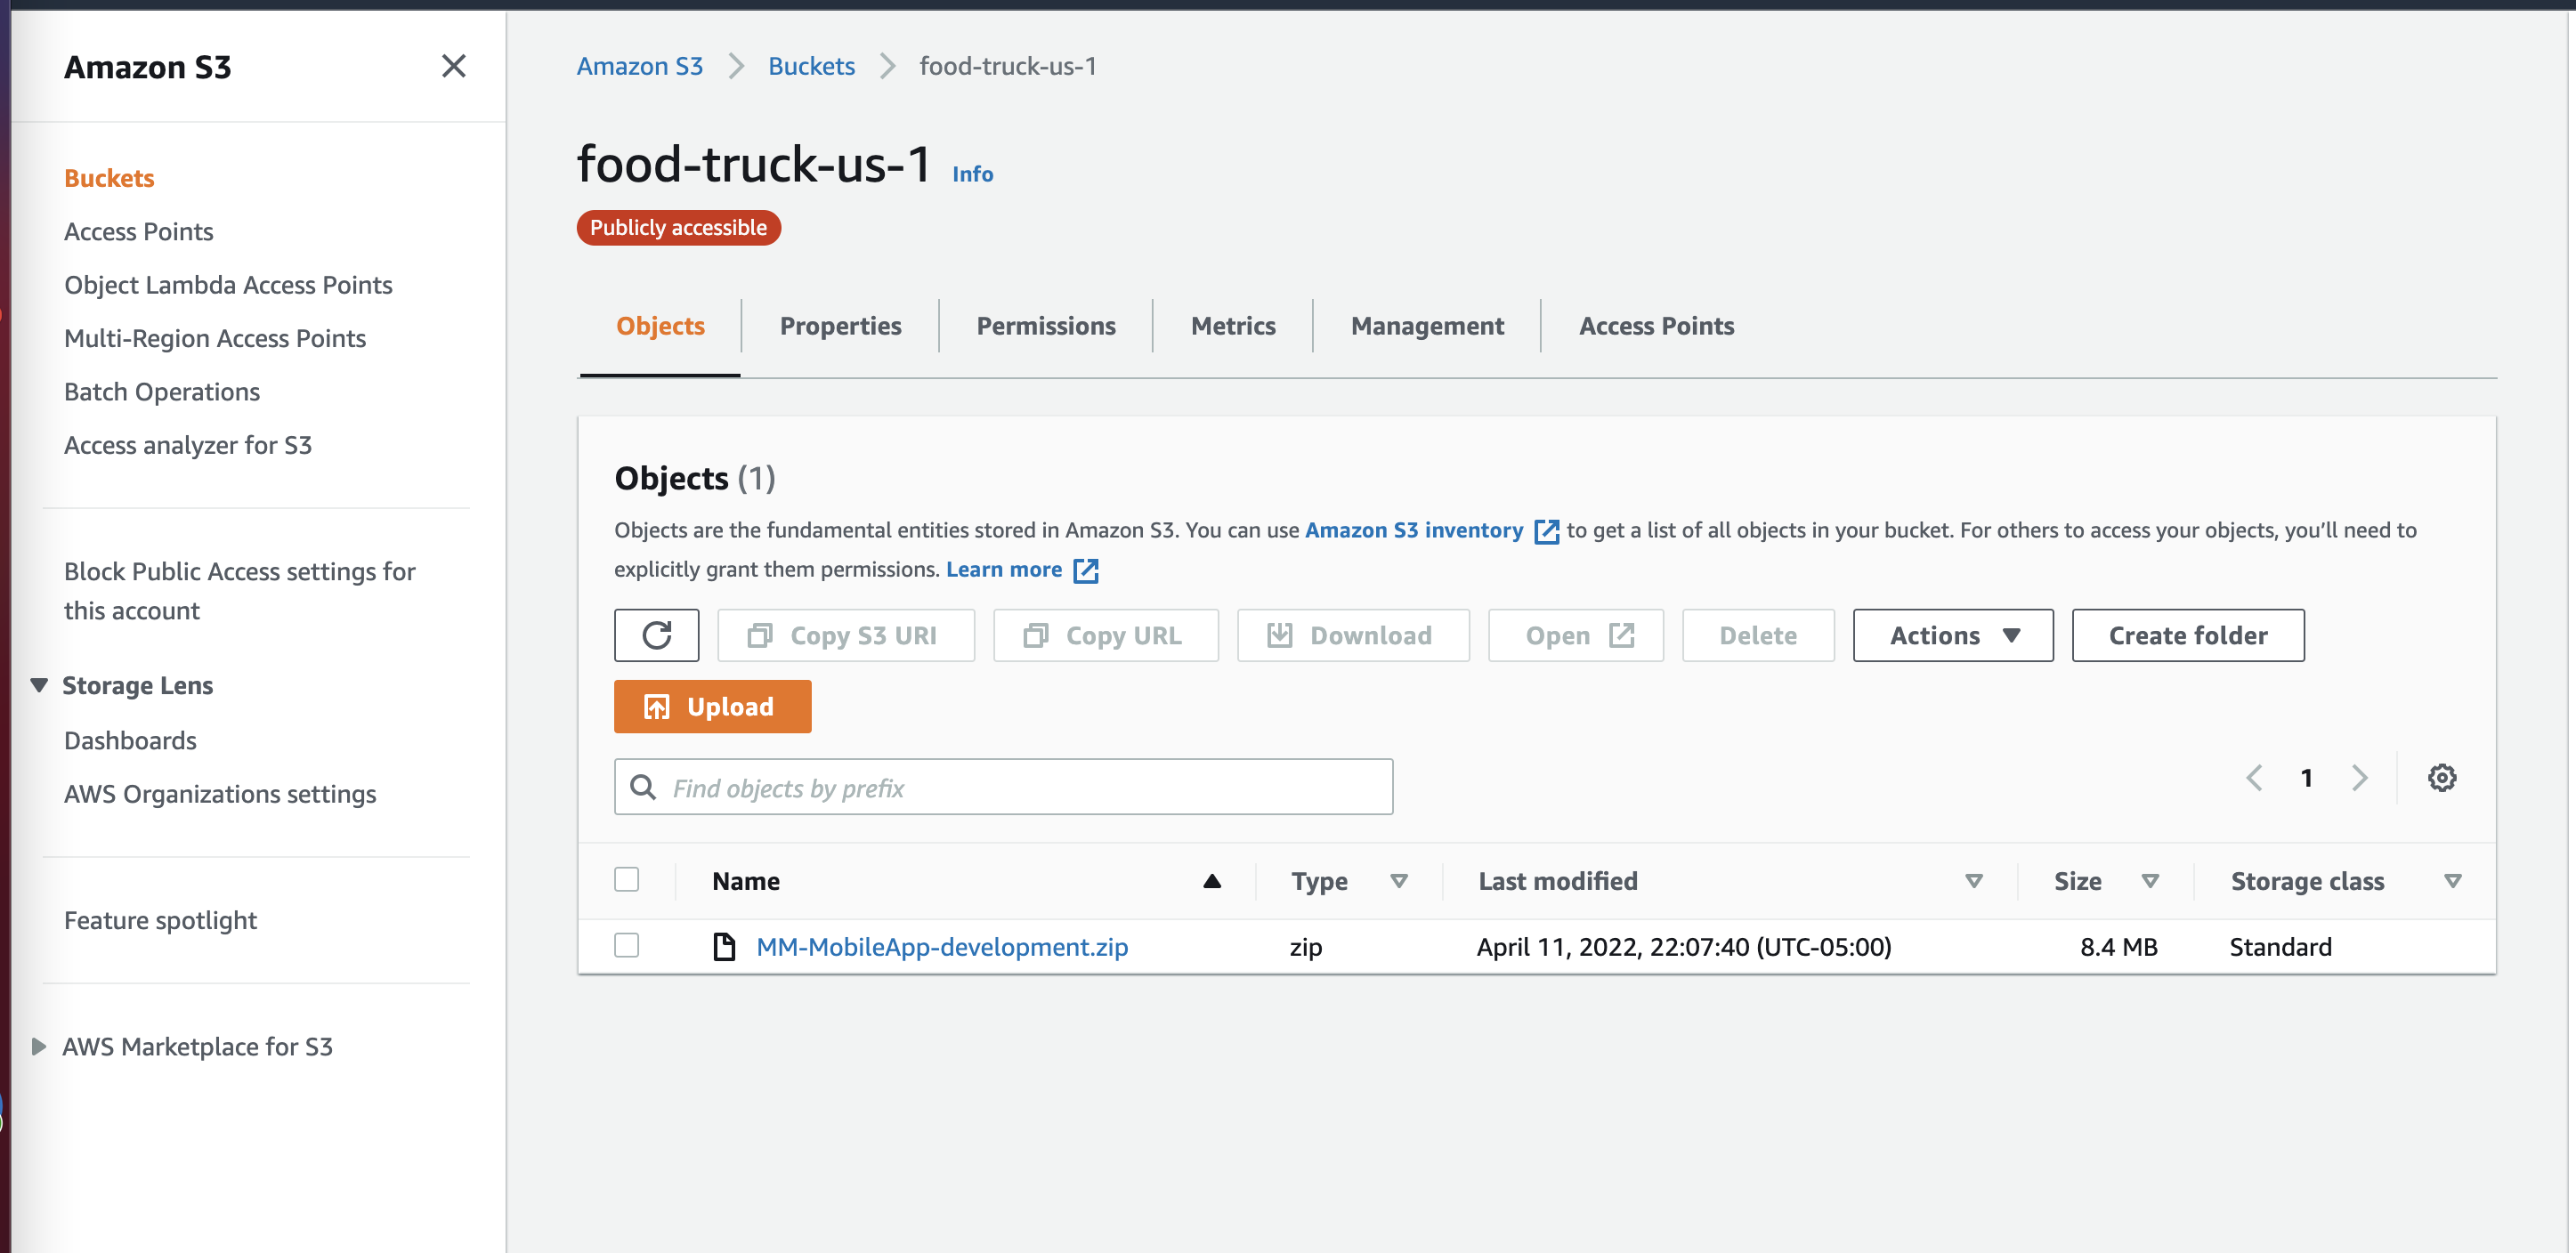 Amazon S3
Buckets
Access Points
Object Lambda Access Points
Multi-Region Access Points
Batch Operations
Access analyzer for S3
Block Public Access settings for
this account
Storage Lens
Dashboards
AWS Organizations settings
Feature spotlight
AWS Marketplace for S3
Amazon S3 Buckets food-truck-us-1
food-truck-us-1 Info
Publicly accessible
Objects Properties Permissions Metrics Management Access Points
Objects (1)
Objects are the fundamental entities stored in Amazon S3. You can use Amazon S3 inventory to get a list of all objects in your bucket. For others to access your objects, you'll need to
explicitly grant them permissions. Learn more
Copy S3 URI Copy URL Download Open Delete Actions Create folder
Upload
Find objects by prefix
1
Name Type Last modified Size Storage class
MM-MobileApp-development.zip zip April 11, 2022, 22:07:40 (UTC-05:00) 8.4 MB Standard